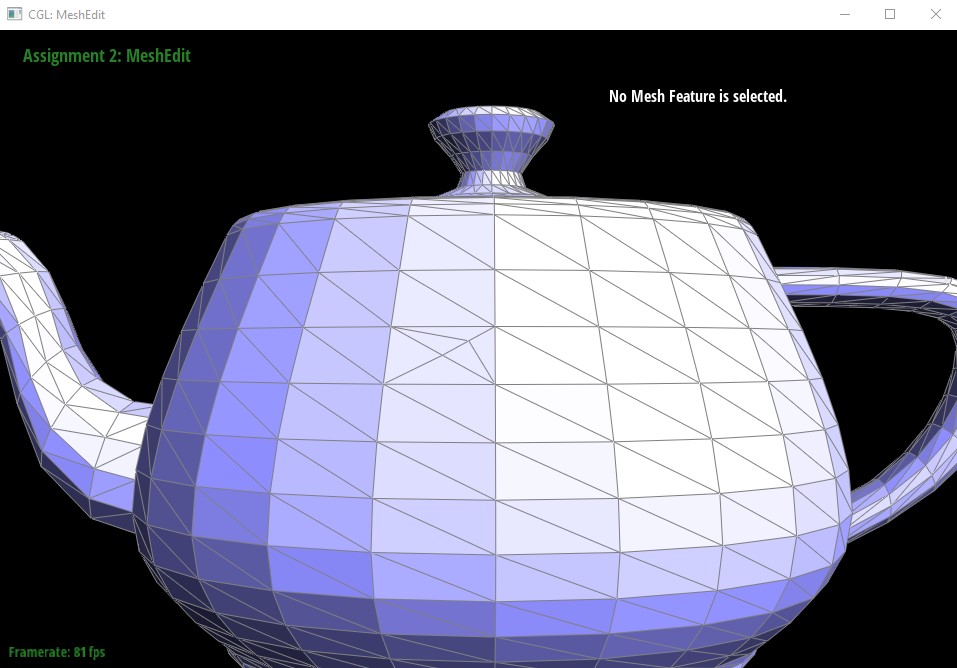 CGL: MeshEdit
Assignment 2: MeshEdit
No Mesh Feature is selected.
Framerate: 81 fps